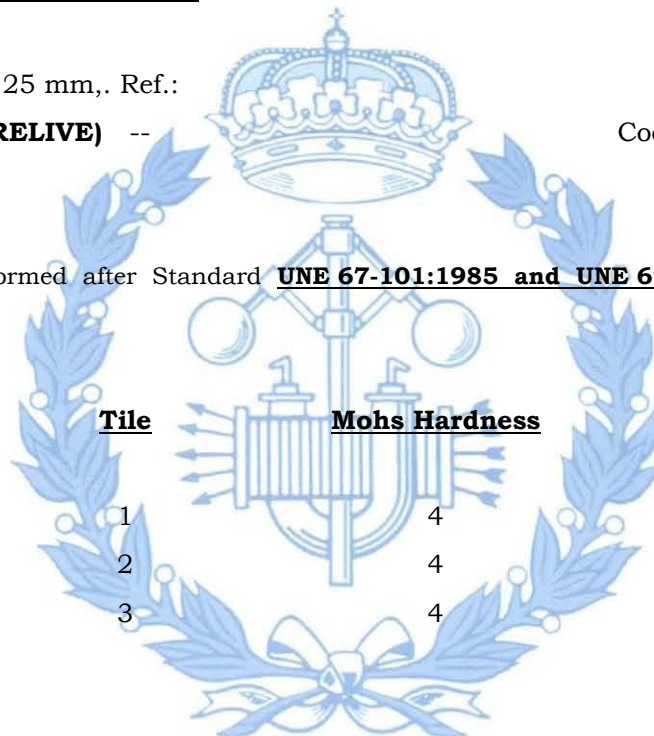 25 mm,. Ref.:
RELIVE) --
ormed after Standard UNE 67-101:1985 and UNE 6
Tile Mohs Hardness
1 4
2 4
3 4